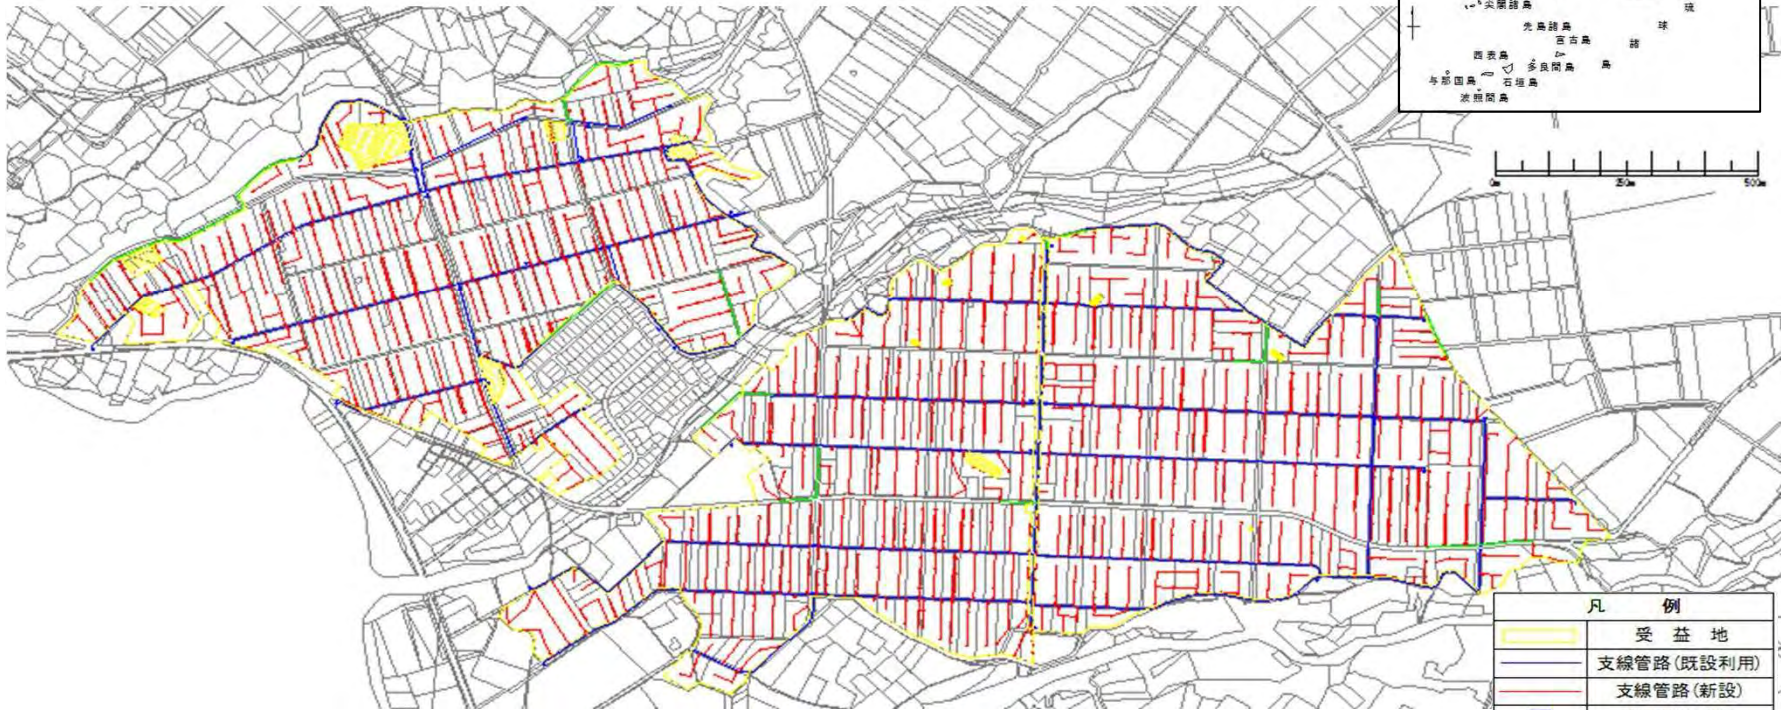 尖閣諸島
琉
先島諸島
球
宮古島
諸
西表島
多良間島
島
与那国島
石垣島
波照間島
0m
250m
500m
凡 例
受 益 地
支線管路(既設利用)
支線管路(新設)